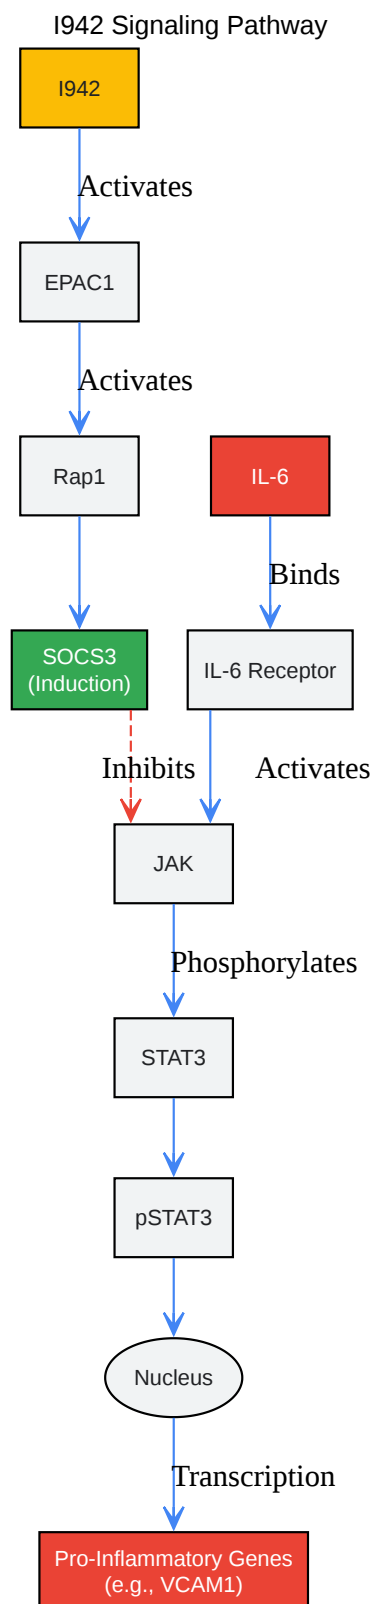 I942 Signaling Pathway
I942
Activates
EPAC1
Activates
Rap1
IL-6
Binds
SOCS3
(Induction)
IL-6 Receptor
Inhibits
Activates
JAK
Phosphorylates
STAT3
pSTAT3
Nucleus
Transcription
Pro-Inflammatory Genes
(e.g., VCAM1)